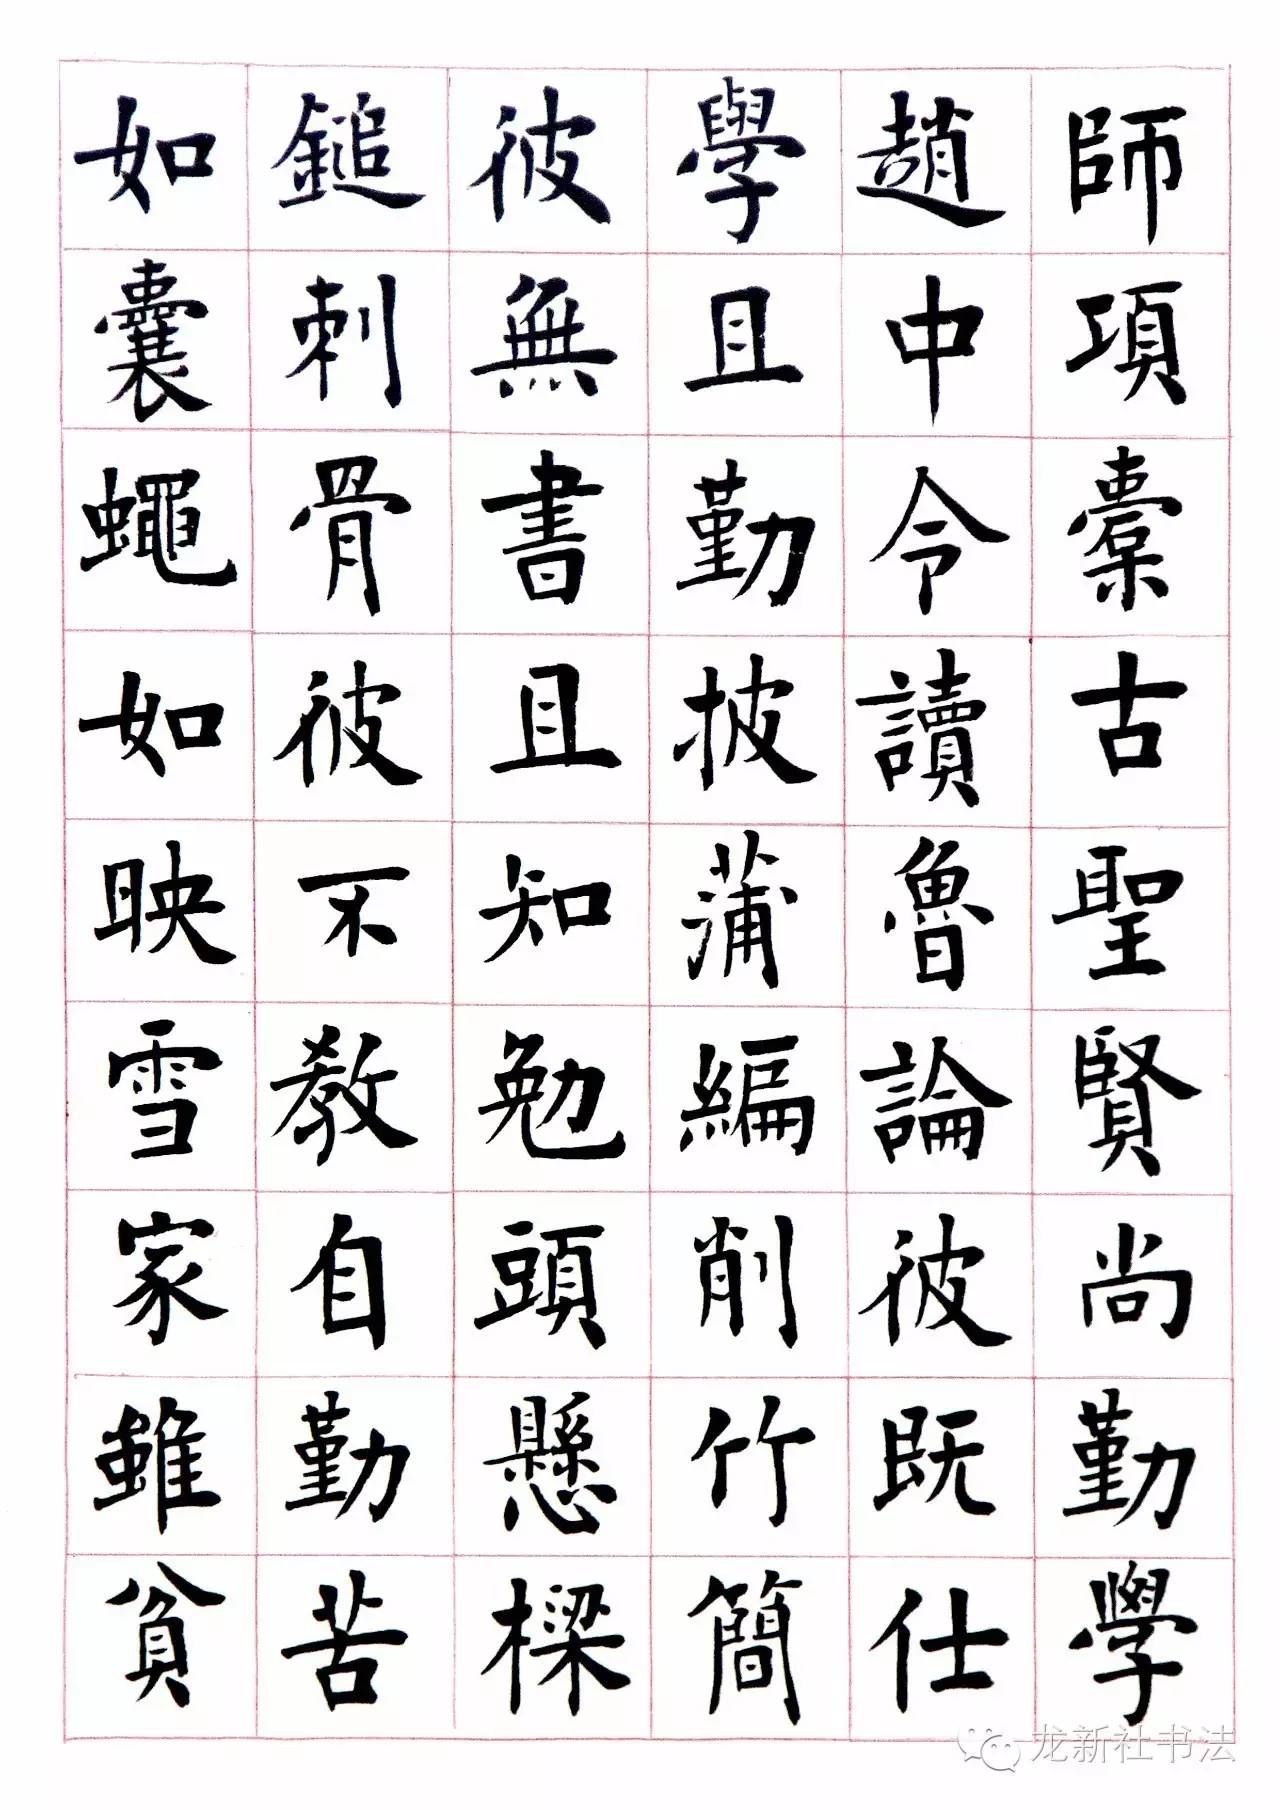 師項橐古聖賢尚勤學
趙中令讀魯論彼既仕
學且勤披蒲編削竹簡
彼無書且知勉頭懸樑
鎚刺骨彼不教自勤苦
如囊螢如映雪家雖貧
龙新社书法